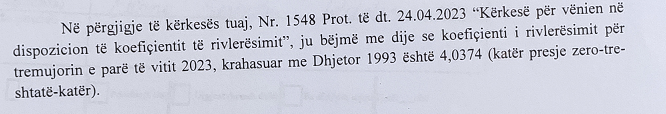 Në përgjigje të kërkesës tuaj, Nr. 1548 Prot. të dt. 24.04.2023 “Kërkesë për vënien në
dispozicion të koefiçientit të rivlerësimit”, ju bëjmë me dije se koefiçienti i rivlerësimit për
tremujorin e parë të vitit 2023, krahasuar me Dhjetor 1993 është 4,0374 (katër presje zero-tre-
shtatë-katër).